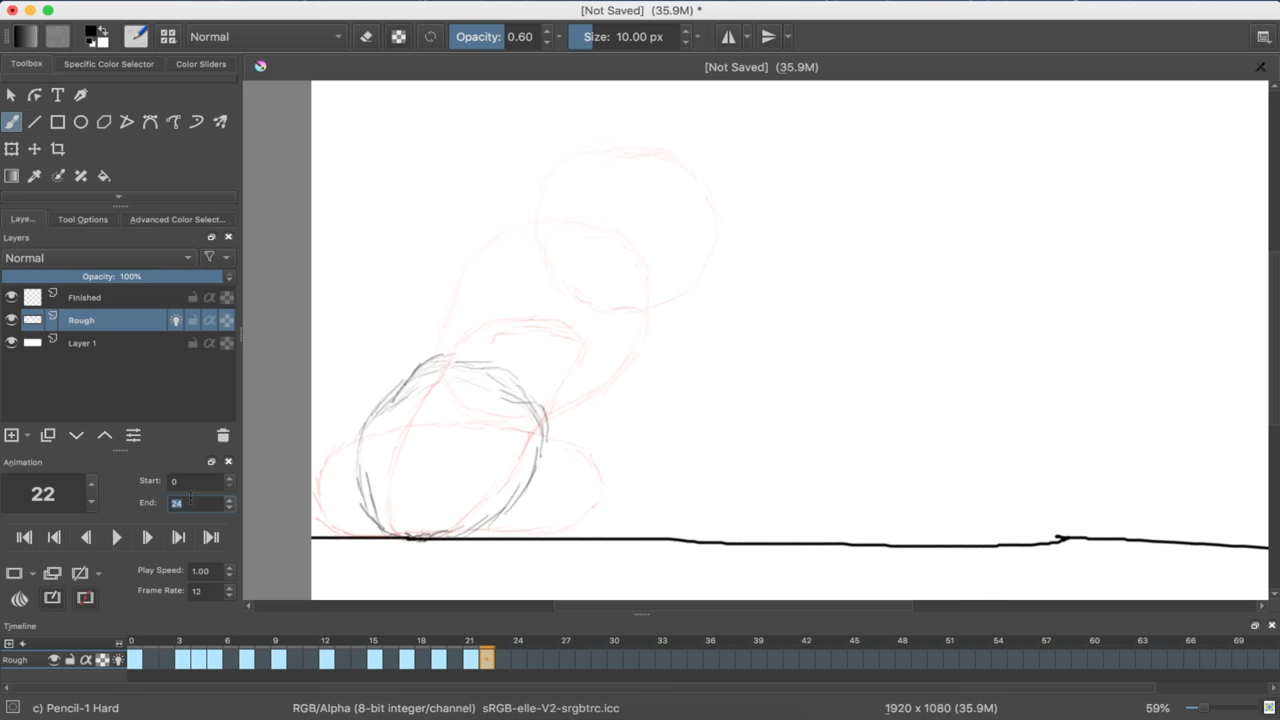 [Not Saved] (35.9M) *
Normal
Opacity: 0.60
Size: 10.00 px
Toolbox
Specific Color Selector
Color Sliders
[Not Saved] (35.9M)
T
Laye...
Tool Options
Advanced Color Select...
Layers
Normal
Opacity: 100%
FInished
Rough
Layer 1
Animation
22
Start: 0
End: 24
Play Speed: 1.00
Frame Rate: 12
Timeline
0 3 6 9 12 15 18 21 24 27 30 33 36 39 42 45 48 51 54 57 60 63 66 69
Rough
c) Pencil-1 Hard
RGB/Alpha (8-bit integer/channel) sRGB-elle-V2-srgbtrc.icc
1920 x 1080 (35.9M)
59%